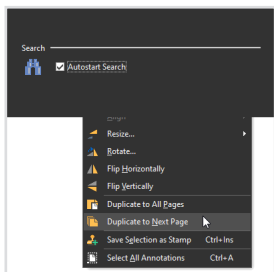 Search
Autostart Search
Resize...
Rotate...
Flip Horizontally
Flip Vertically
Duplicate to All Pages
Duplicate to Next Page
Save Selection as Stamp Ctrl+Ins
Select All Annotations Ctrl+A